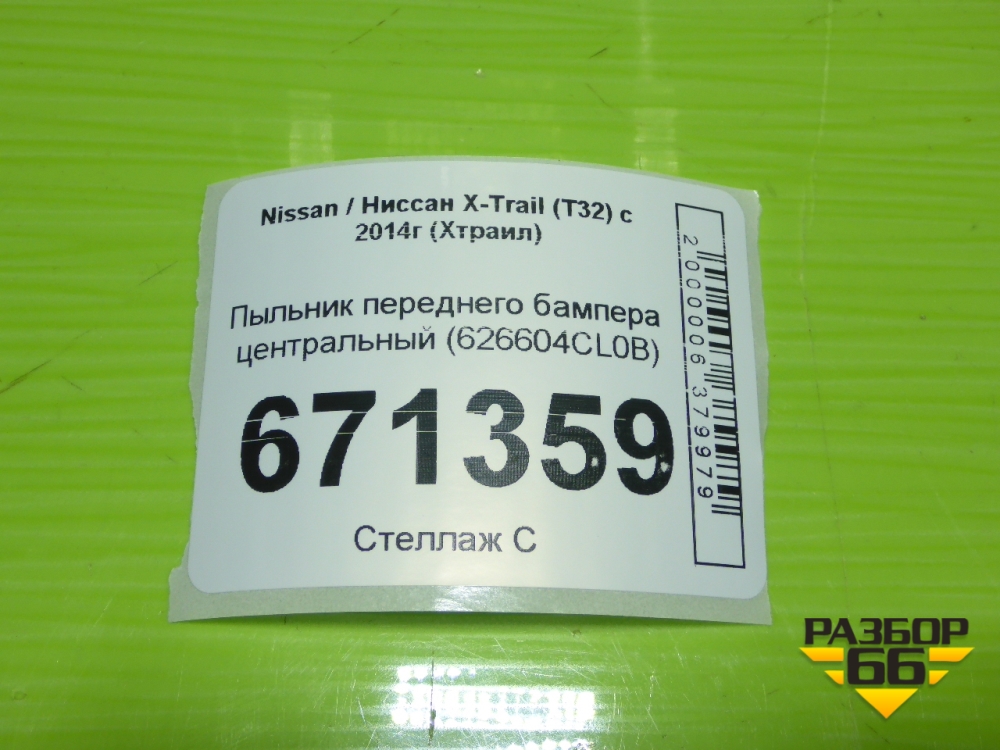 Nissan / Ниссан X-Trail (T32) с
2014г (Хтраил)
Пыльник переднего бампера
центральный (626604CL0B)
671359
Стеллаж С
2000006379979
РАЗБОР
66